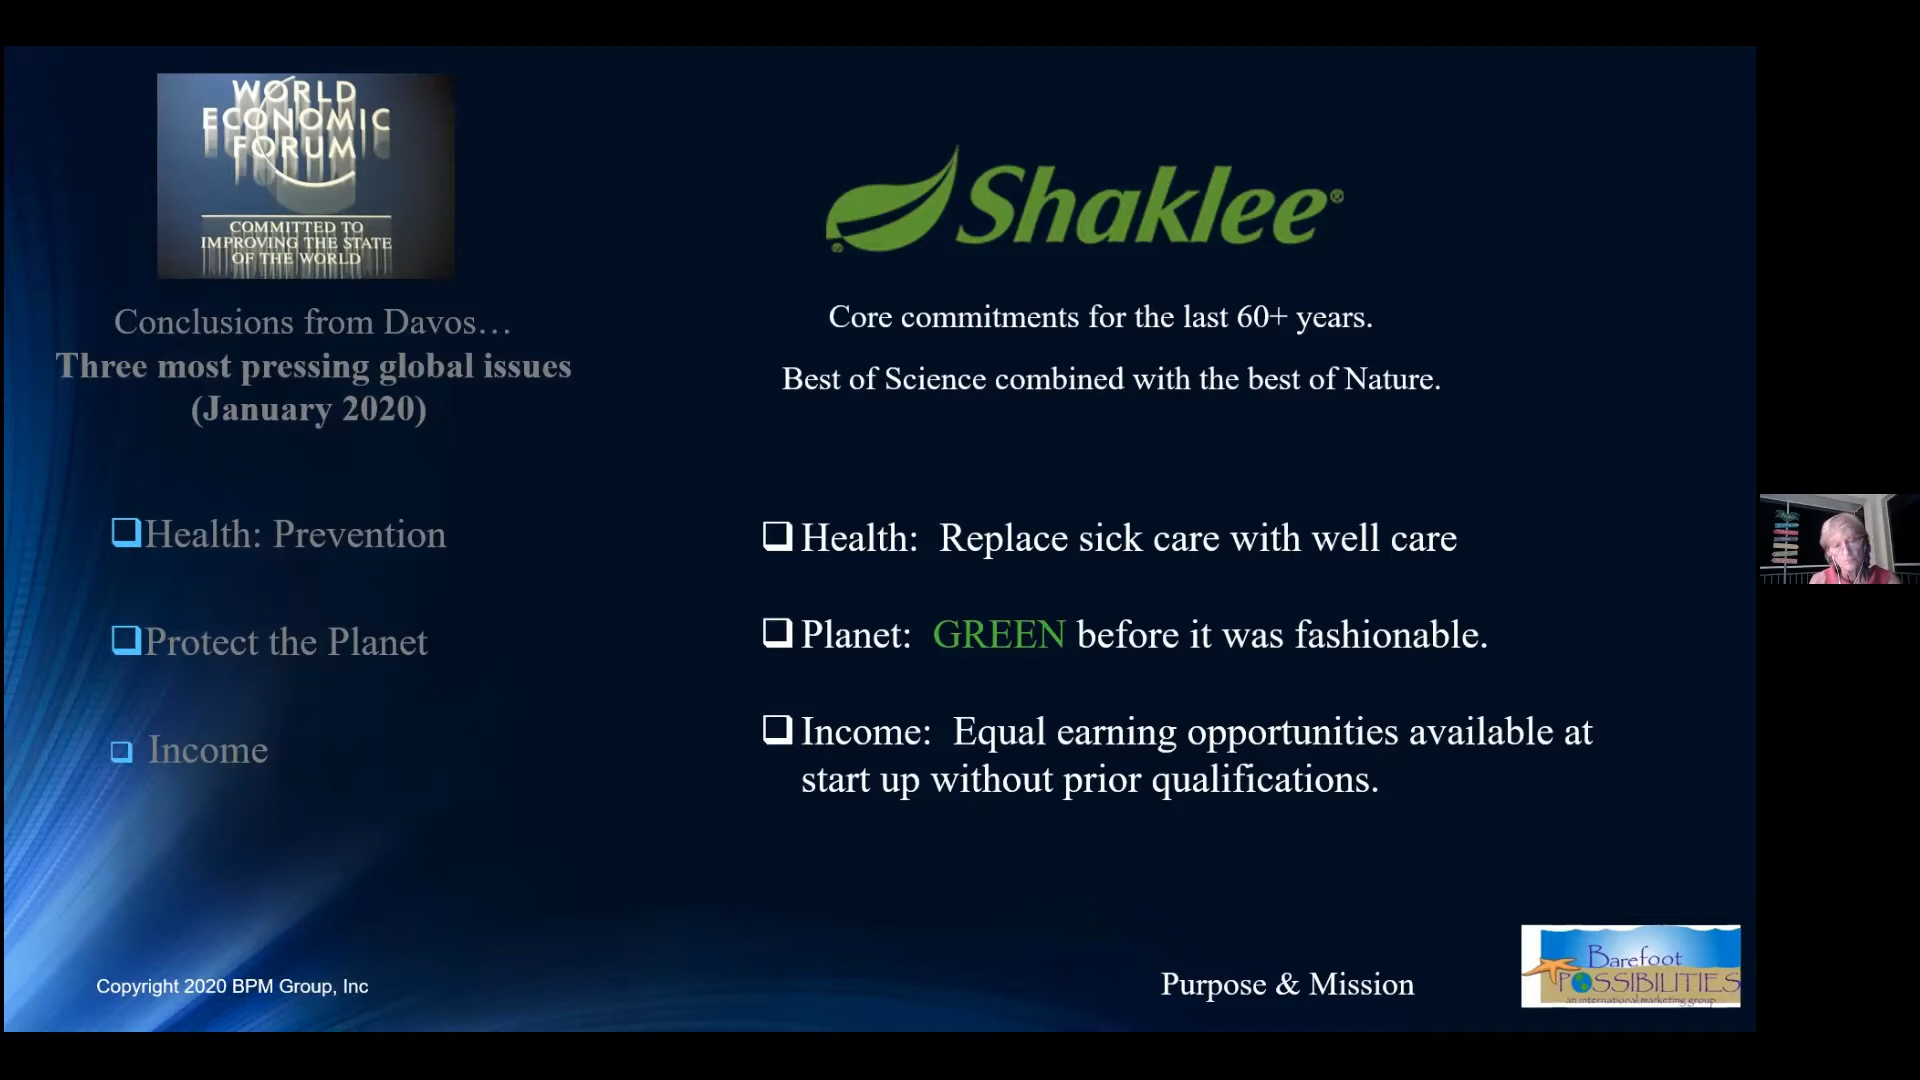 WORLD
ECONOMIC
FORUM
COMMITTED TO
IMPROVING THE STATE
OF THE WORLD
Conclusions from Davos…
Three most pressing global issues
(January 2020)
Health: Prevention
Protect the Planet
Income
Shaklee®
Core commitments for the last 60+ years.
Best of Science combined with the best of Nature.
Health: Replace sick care with well care
Planet: GREEN before it was fashionable.
Income: Equal earning opportunities available at
start up without prior qualifications.
Copyright 2020 BPM Group, Inc
Purpose & Mission
Barefoot
POSSIBILITIES
an international marketing group